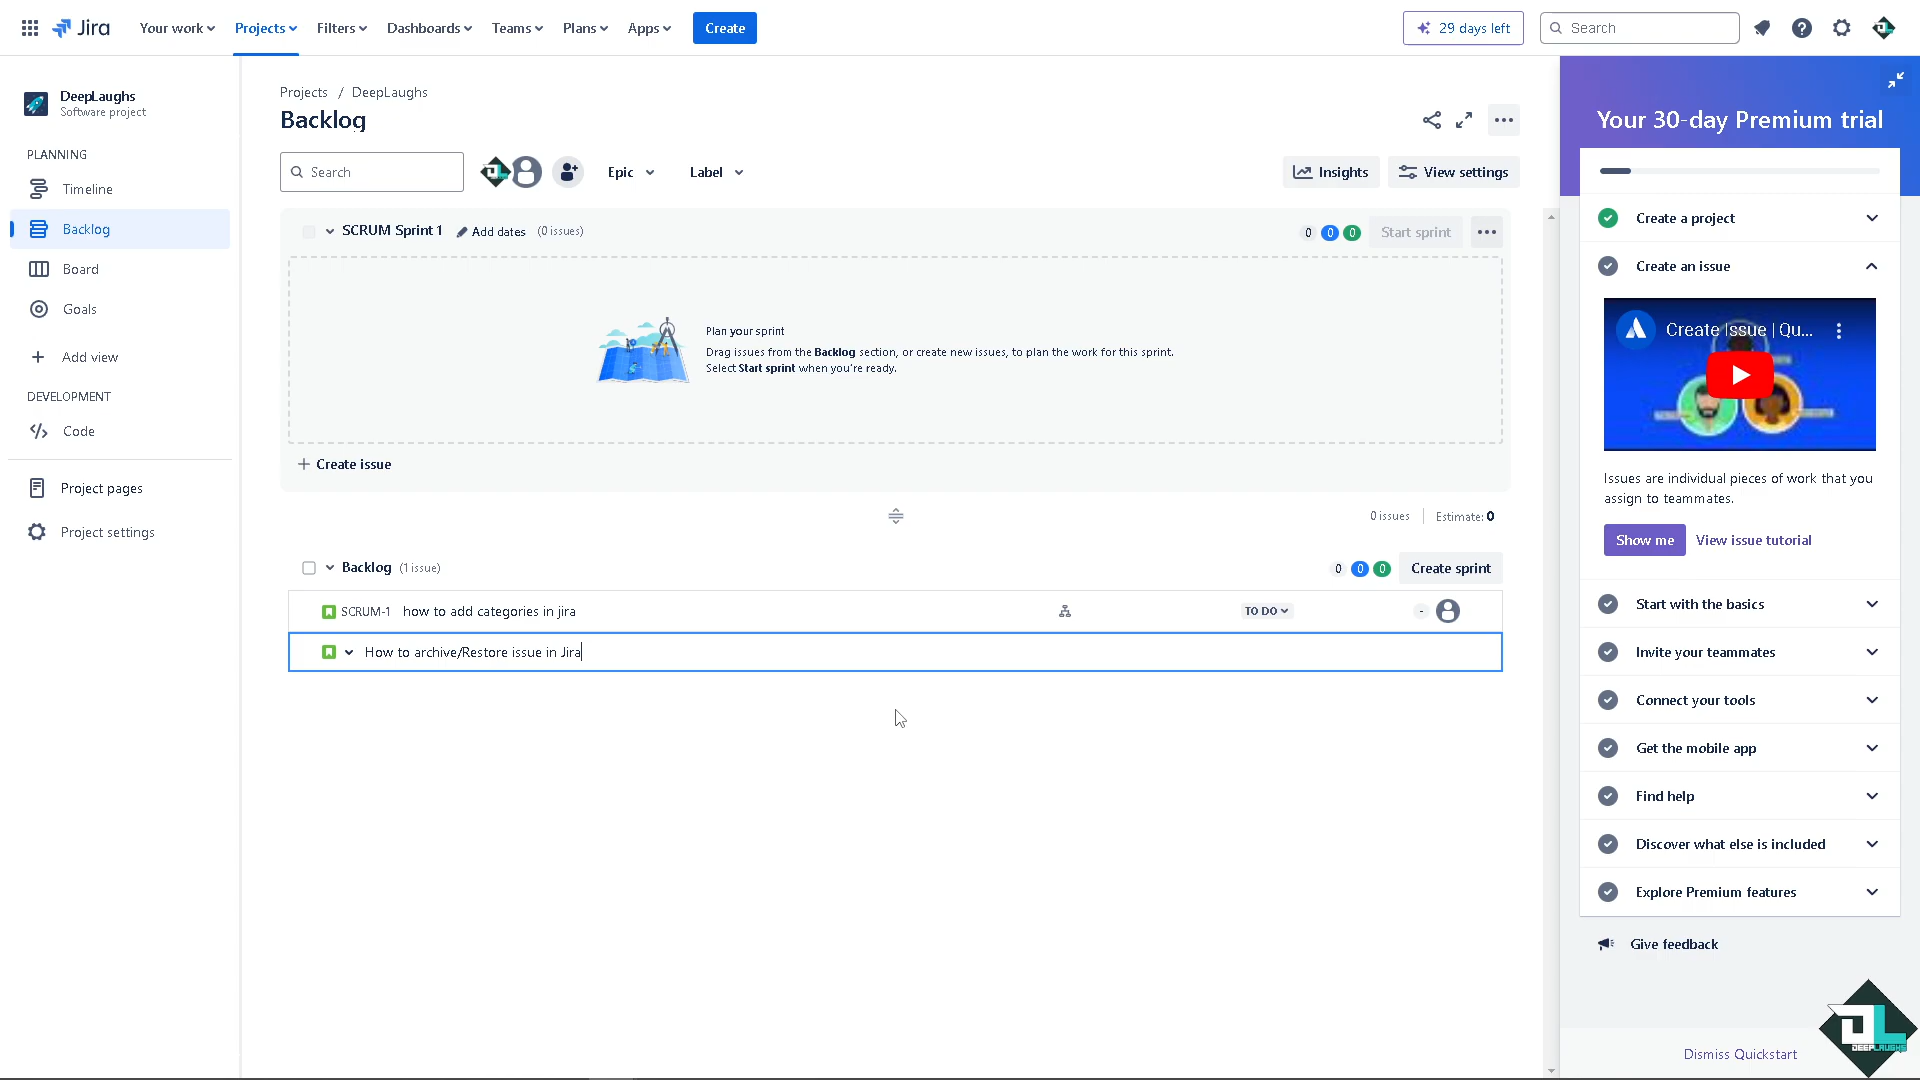 Jira
Your work
Projects
Filters
Dashboards
Teams
Plans
Apps
Create
29 days left
Search
DeepLaughs
Software project
PLANNING
Timeline
Backlog
Board
Goals
Add view
DEVELOPMENT
Code
Project pages
Project settings
Projects / DeepLaughs
Backlog
Search
Epic
Label
Insights
View settings
SCRUM Sprint 1 Add dates (0 issues)
0 0 0 Start sprint
Plan your sprint
Drag issues from the Backlog section, or create new issues, to plan the work for this sprint.
Select Start sprint when you're ready.
+ Create issue
0 issues Estimate: 0
Backlog (1 issue)
0 0 0 Create sprint
SCRUM-1 how to add categories in jira
TO DO -
How to archive/Restore issue in Jira
Your 30-day Premium trial
Create a project
Create an issue
Create Issue | Qu...
Issues are individual pieces of work that you
assign to teammates.
Show me View issue tutorial
Start with the basics
Invite your teammates
Connect your tools
Get the mobile app
Find help
Discover what else is included
Explore Premium features
Give feedback
Dismiss Quickstart
DEEPLAUGHS